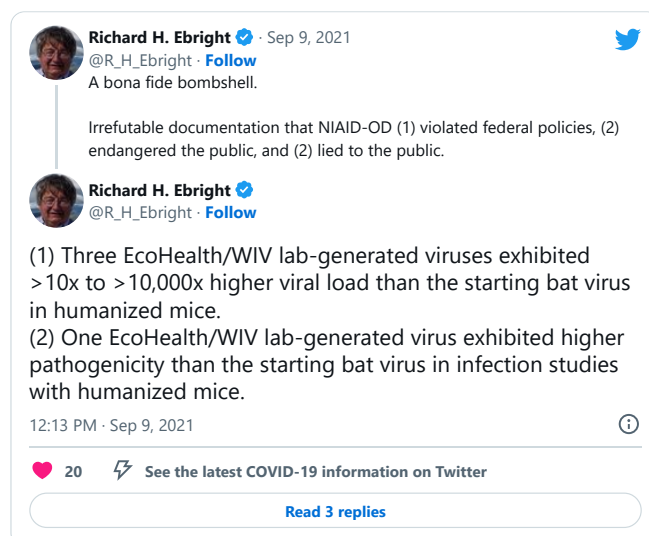 Richard H. Ebright · Sep 9, 2021
@R_H_Ebright · Follow
A bona fide bombshell.
Irrefutable documentation that NIAID-OD (1) violated federal policies, (2)
endangered the public, and (2) lied to the public.
Richard H. Ebright
@R_H_Ebright · Follow
(1) Three EcoHealth/WIV lab-generated viruses exhibited
>10x to >10,000x higher viral load than the starting bat virus
in humanized mice.
(2) One EcoHealth/WIV lab-generated virus exhibited higher
pathogenicity than the starting bat virus in infection studies
with humanized mice.
12:13 PM · Sep 9, 2021
20 See the latest COVID-19 information on Twitter
Read 3 replies